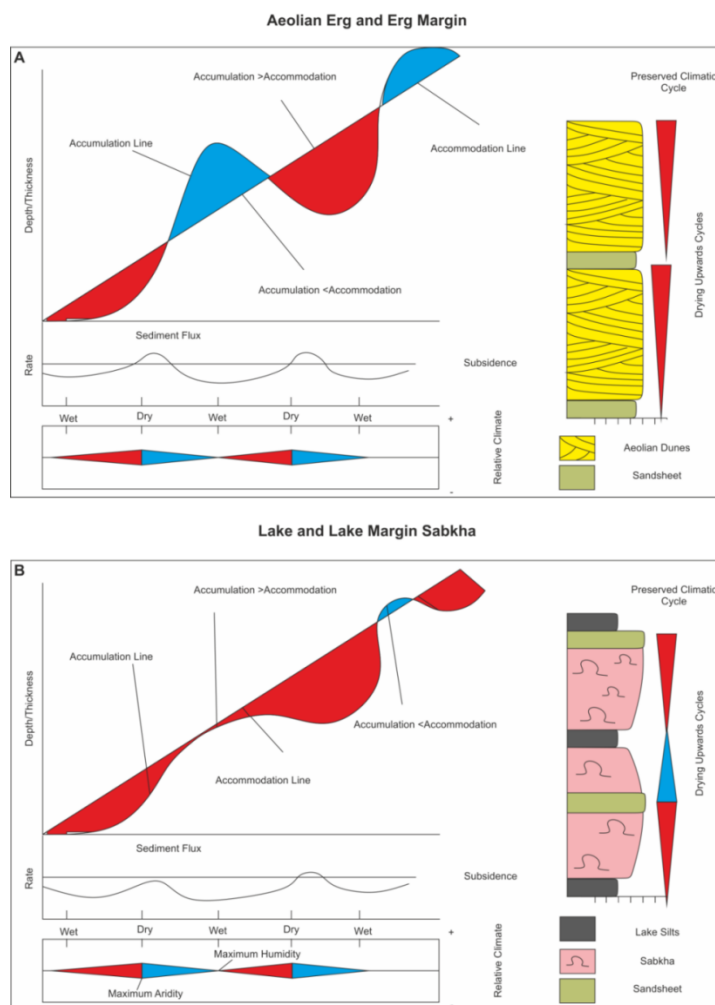 Aeolian Erg and Erg Margin
A
Accumulation >Accommodation
Preserved Climatic
Cycle
Accumulation Line
Accommodation Line
Depth/Thickness
Drying Upwards Cycles
Accumulation <Accommodation
Sediment Flux
Rate
Subsidence
Wet
Dry
Wet
Dry
Wet
+
-
Relative Climate
Aeolian Dunes
Sandsheet
Lake and Lake Margin Sabkha
B
Accumulation >Accommodation
Preserved Climatic
Cycle
Accumulation Line
Depth/Thickness
Accumulation <Accommodation
Accommodation Line
Drying Upwards Cycles
Sediment Flux
Rate
Subsidence
Wet
Dry
Wet
Dry
Wet
+
-
Relative Climate
Maximum Humidity
Maximum Aridity
Lake Silts
Sabkha
Sandsheet